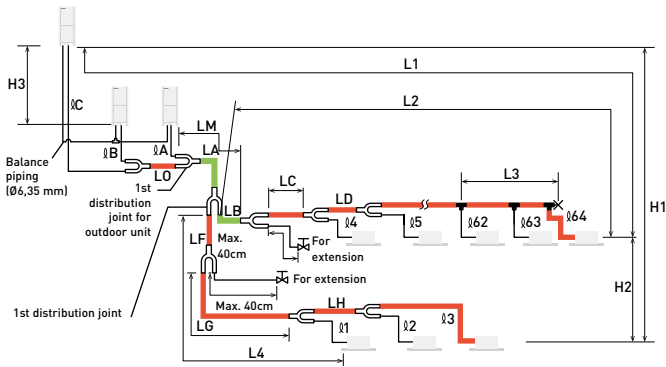 H3
L1
L2
ℓC
LM
ℓB
ℓA
LA
L3
Balance
piping
(Ø6,35 mm)
LO
1st
distribution
joint for
outdoor unit
LB
LC
LD
ℓ4
ℓ5
ℓ62
ℓ63
ℓ64
H1
LF
Max.
40cm
For
extension
For extension
Max. 40cm
H2
1st distribution joint
LG
LH
ℓ1
ℓ2
ℓ3
L4